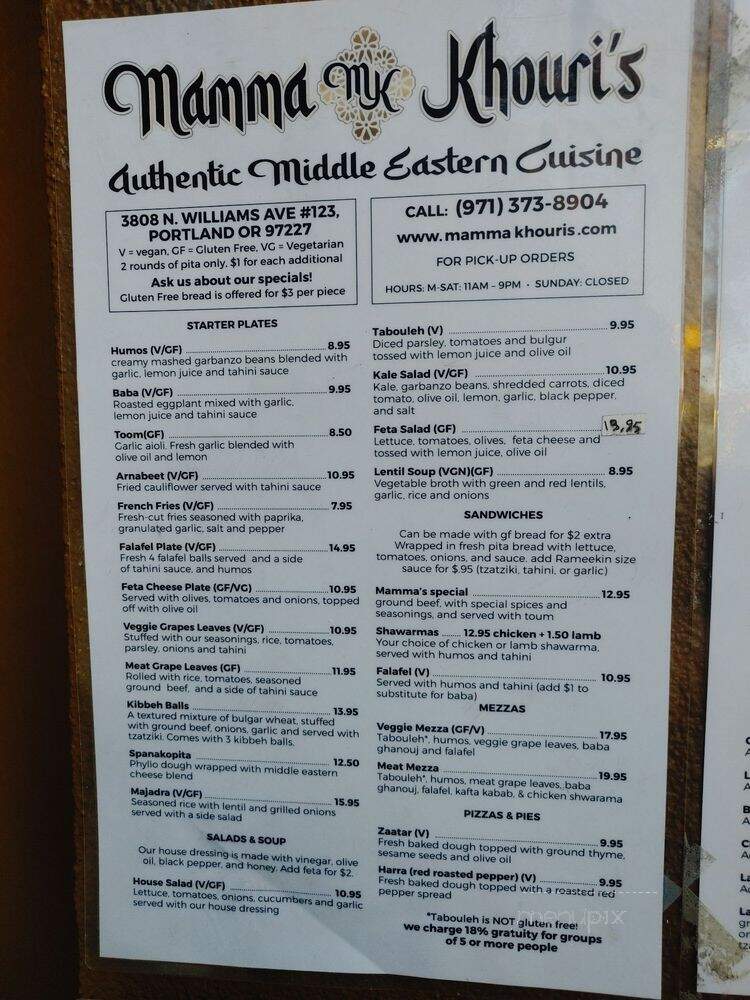 Mamma MK Khouri's
Authentic Middle Eastern Cuisine
3808 N. WILLIAMS AVE #123,
PORTLAND OR 97227
V = vegan, GF = Gluten Free, VG = Vegetarian
2 rounds of pita only, $1 for each additional
Ask us about our specials!
Gluten Free bread is offered for $3 per piece
CALL: (971) 373-8904
www.mamma khouris.com
FOR PICK-UP ORDERS
HOURS: M-SAT: 11AM – 9PM • SUNDAY: CLOSED
STARTER PLATES
Humos (V/GF) 8.95
creamy mashed garbanzo beans blended with
garlic, lemon juice and tahini sauce
Baba (V/GF) 9.95
Roasted eggplant mixed with garlic,
lemon juice and tahini sauce
Toom(GF) 8.50
Garlic aioli. Fresh garlic blended with
olive oil and lemon
Arnabeet (V/GF) 10.95
Fried cauliflower served with tahini sauce
French Fries (V/GF) 7.95
Fresh-cut fries seasoned with paprika,
granulated garlic, salt and pepper
Falafel Plate (V/GF) 14.95
Fresh 4 falafel balls served and a side
of tahini sauce, and humos
Feta Cheese Plate (GF/VG) 10.95
Served with olives, tomatoes and onions, topped
off with olive oil
Veggie Grapes Leaves (V/GF) 10.95
Stuffed with our seasonings, rice, tomatoes,
parsley, onions and tahini
Meat Grape Leaves (GF) 11.95
Rolled with rice, tomatoes, seasoned
ground beef, and a side of tahini sauce
Kibbeh Balls 13.95
A textured mixture of bulgar wheat, stuffed
with ground beef, onions, garlic and served with
tzatziki. Comes with 3 kibbeh balls.
Spanakopita 12.50
Phyllo dough wrapped with middle eastern
cheese blend
Majadra (V/GF) 15.95
Seasoned rice with lentil and grilled onions
served with a side salad
SALADS & SOUP
Our house dressing is made with vinegar, olive
oil, black pepper, and honey. Add feta for $2.
House Salad (V/GF) 10.95
Lettuce, tomatoes, onions, cucumbers and garlic
served with our house dressing
Tabouleh (V) 9.95
Diced parsley, tomatoes and bulgur
tossed with lemon juice and olive oil
Kale Salad (V/GF) 10.95
Kale, garbanzo beans, shredded carrots, diced
tomato, olive oil, lemon, garlic, black pepper,
and salt
Feta Salad (GF) 13,95
Lettuce, tomatoes, olives, feta cheese and
tossed with lemon juice, olive oil
Lentil Soup (VGN)(GF) 8.95
Vegetable broth with green and red lentils,
garlic, rice and onions
SANDWICHES
Can be made with gf bread for $2 extra
Wrapped in fresh pita bread with lettuce,
tomatoes, onions, and sauce. add Rameekin size
sauce for $.95 (tzatziki, tahini, or garlic)
Mamma's special 12.95
ground beef, with special spices and
seasonings, and served with toum
Shawarmas 12.95 chicken + 1.50 lamb
Your choice of chicken or lamb shawarma,
served with humos and tahini
Falafel (V) 10.95
Served with humos and tahini (add $1 to
substitute for baba)
MEZZAS
Veggie Mezza (GF/V) 17.95
Tabouleh*, humos, veggie grape leaves, baba
ghanouj and falafel
Meat Mezza 19.95
Tabouleh*, humos, meat grape leaves, baba
ghanouj, falafel, kafta kabab, & chicken shwarama
PIZZAS & PIES
Zaatar (V) 9.95
Fresh baked dough topped with ground thyme,
sesame seeds and olive oil
Harra (red roasted pepper) (V) 9.95
Fresh baked dough topped with a roasted red
pepper spread
*Tabouleh is NOT gluten free!
we charge 18% gratuity for groups
of 5 or more people
menupix